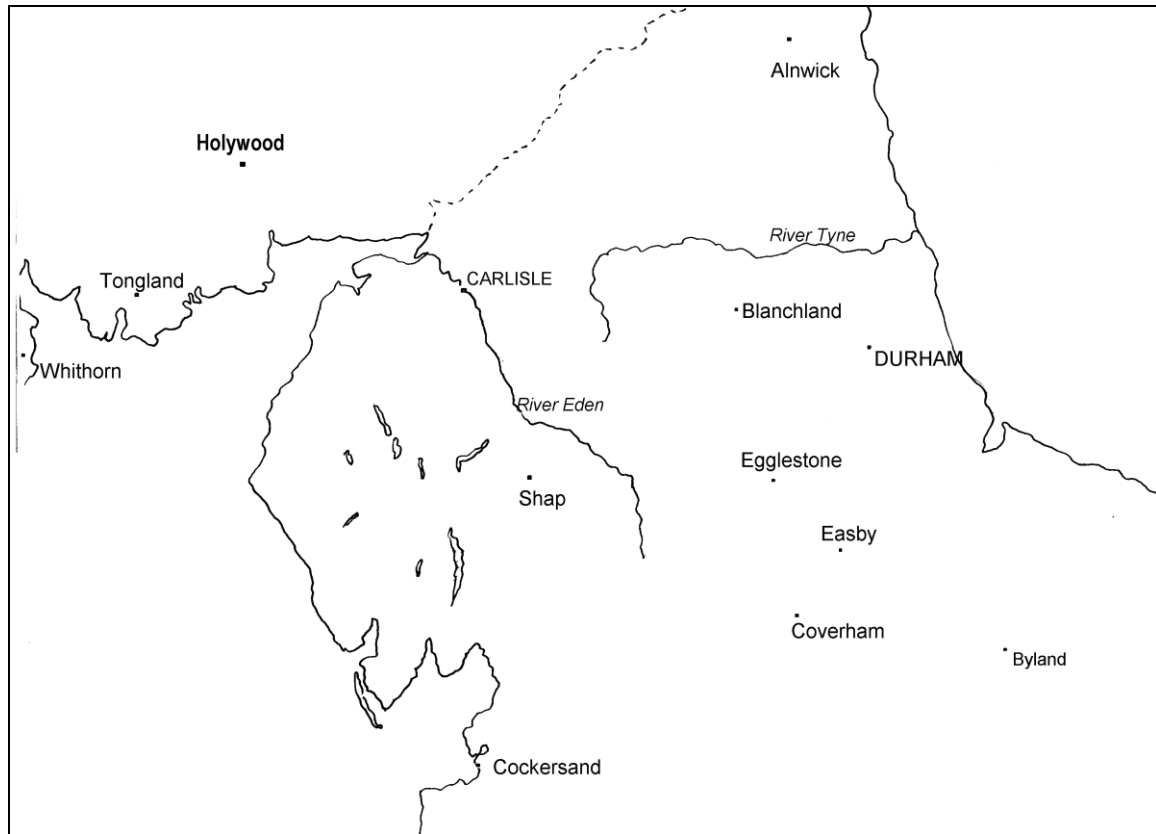 Alnwick
Holywood
River Tyne
Tongland
CARLISLE
Blanchland
Whithorn
DURHAM
River Eden
Egglestone
Shap
Easby
Coverham
Byland
Cockersand